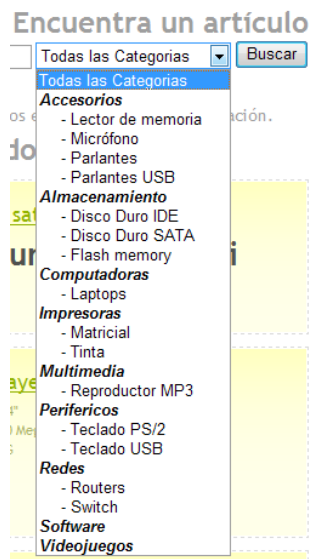 Encuentra un artículo
Todas las Categorias Buscar
Todas las Categorias
Accesorios
- Lector de memoria
- Micrófono
- Parlantes
- Parlantes USB
Almacenamiento
- Disco Duro IDE
- Disco Duro SATA
- Flash memory
Computadoras
- Laptops
Impresoras
- Matricial
- Tinta
Multimedia
- Reproductor MP3
Perifericos
- Teclado PS/2
- Teclado USB
Redes
- Routers
- Switch
Software
Videojuegos